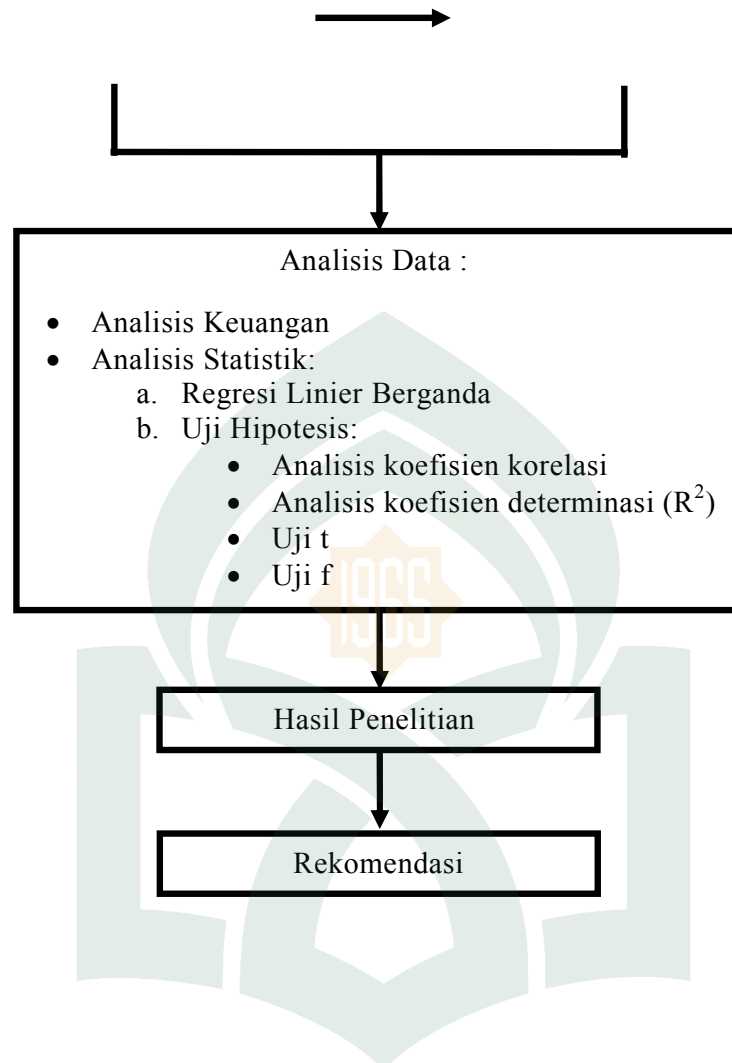 Analisis Data :
• Analisis Keuangan
• Analisis Statistik:
a. Regresi Linier Berganda
b. Uji Hipotesis:
• Analisis koefisien korelasi
• Analisis koefisien determinasi (R²)
• Uji t
• Uji f
1965
Hasil Penelitian
Rekomendasi